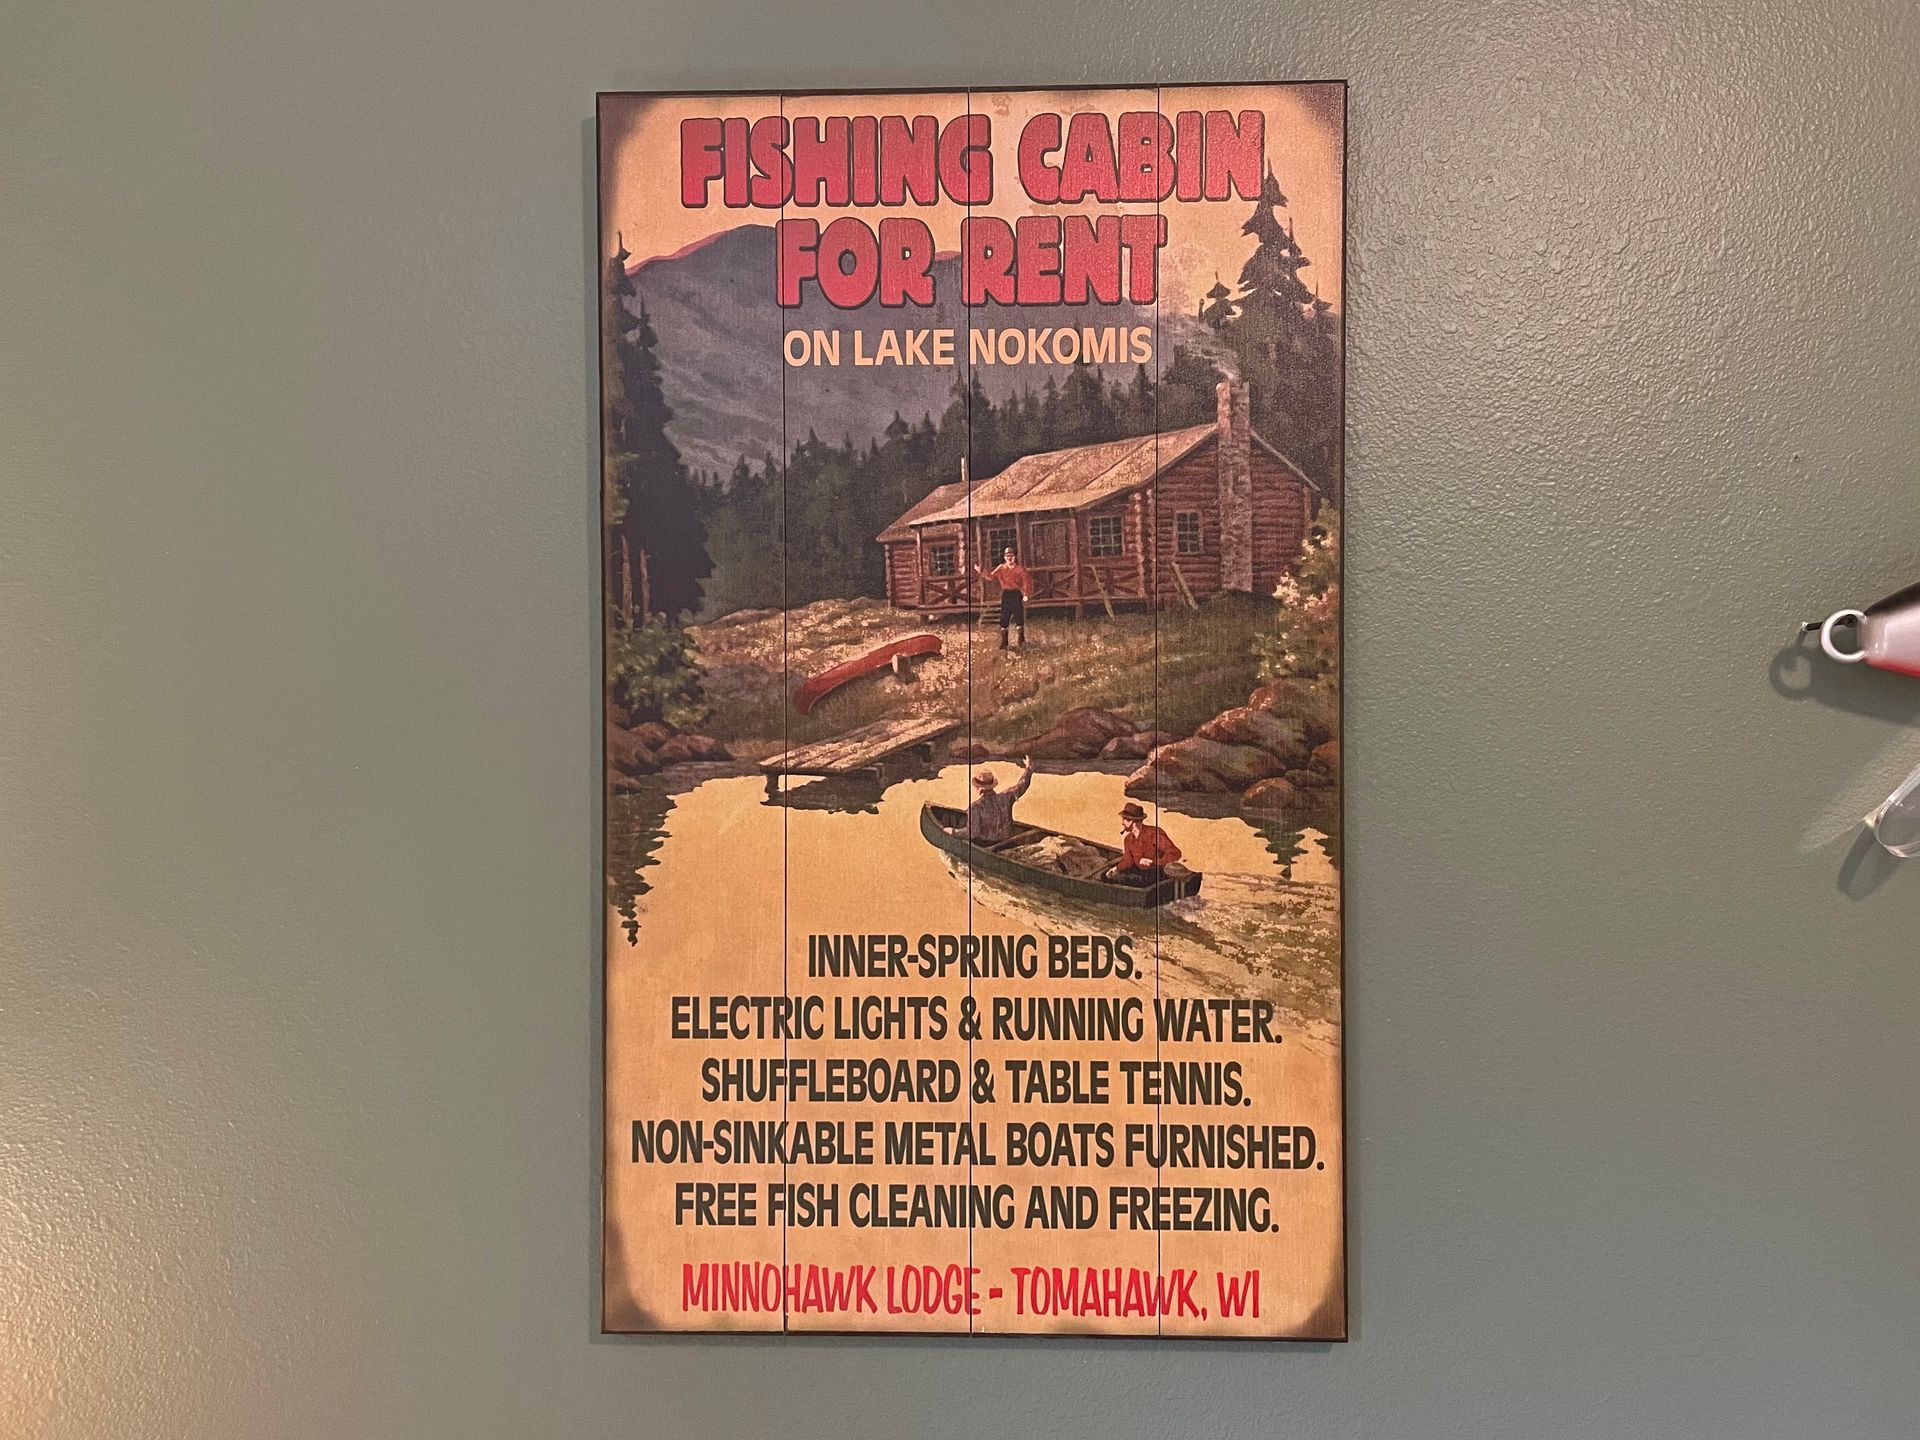 FISHING CABIN
FOR RENT
ON LAKE NOKOMIS
INNER-SPRING BEDS.
ELECTRIC LIGHTS & RUNNING WATER.
SHUFFLEBOARD & TABLE TENNIS.
NON-SINKABLE METAL BOATS FURNISHED.
FREE FISH CLEANING AND FREEZING.
MINNOHAWK LODGE - TOMAHAWK, WI